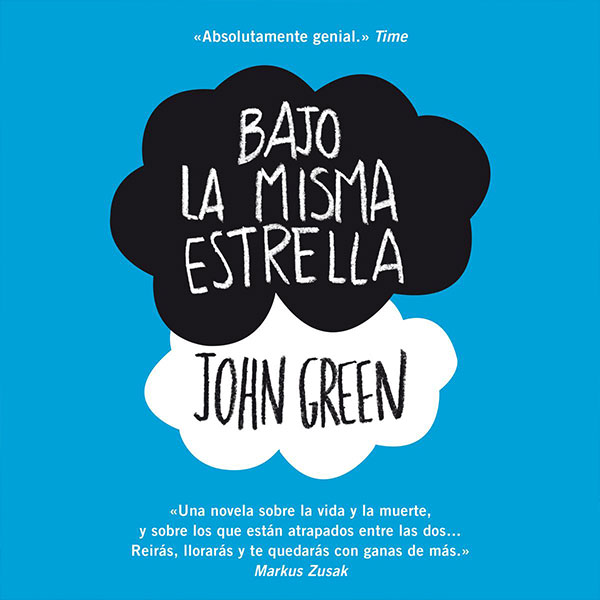 «Absolutamente genial.» Time
BAJO
LA MISMA
ESTRELLA
JOHN GREEN
«Una novela sobre la vida y la muerte,
y sobre los que están atrapados entre las dos...
Reirás, llorarás y te quedarás con ganas de más.»
Markus Zusak